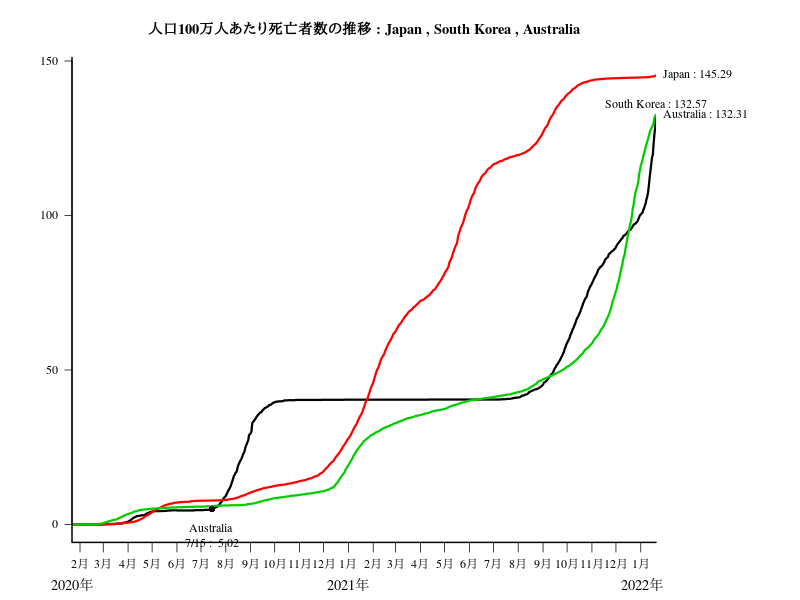 人口100万人あたり死亡者数の推移 : Japan , South Korea , Australia
150
100
50
0
Japan : 145.29
South Korea : 132.57
Australia : 132.31
Australia
7/15 : 5.02
2月 3月 4月 5月 6月 7月 8月 9月 10月 11月 12月 1月 2月 3月 4月 5月 6月 7月 8月 9月 10月 11月 12月 1月
2020年 2021年 2022年